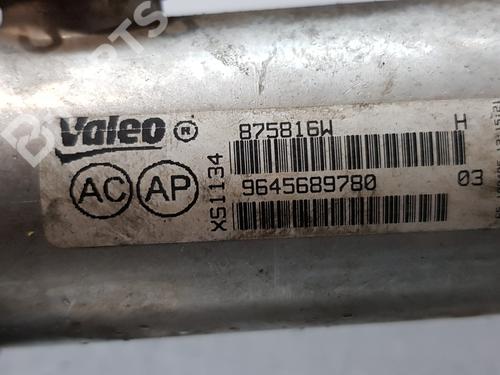 Valeo ® 875816W H
AC AP XS1134 9645689780 03